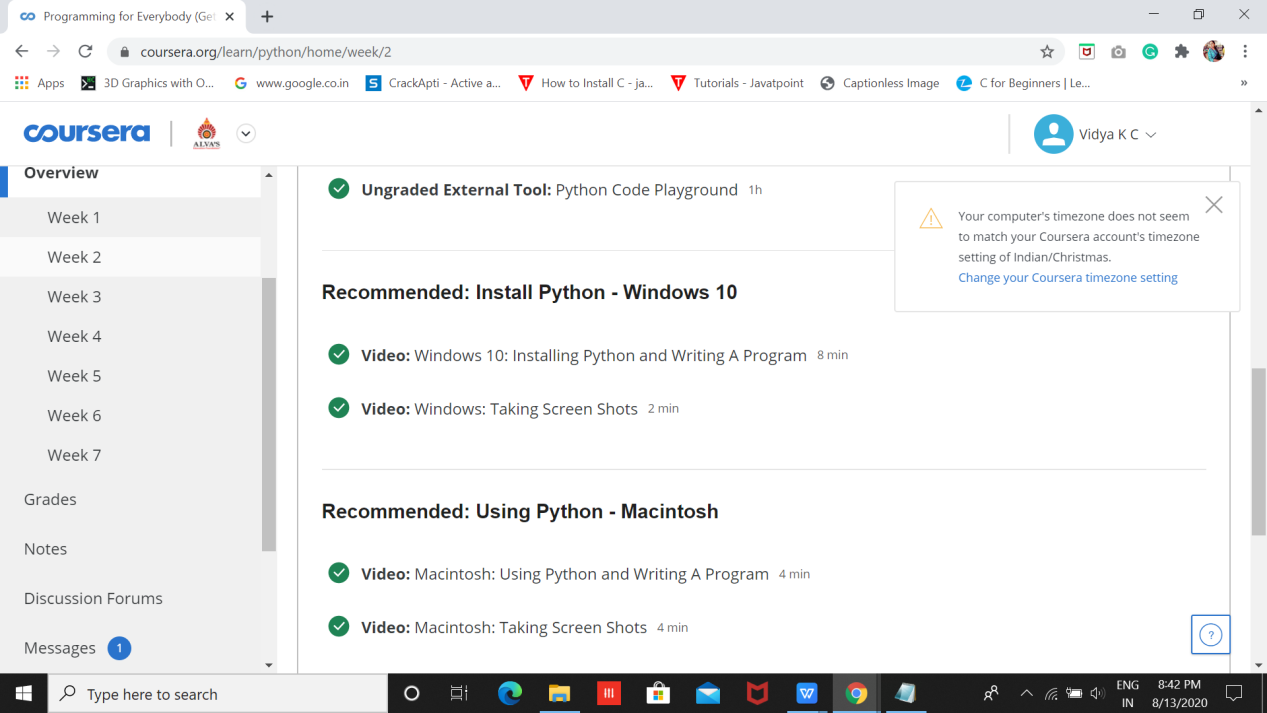 Programming for Everybody (Get
coursera.org/learn/python/home/week/2
Apps
3D Graphics with O...
www.google.co.in
CrackApti - Active a...
How to Install C - ja...
Tutorials - Javatpoint
Captionless Image
C for Beginners | Le...
»
coursera
ALVA'S
Vidya K C
Overview
Week 1
Week 2
Week 3
Week 4
Week 5
Week 6
Week 7
Grades
Notes
Discussion Forums
Messages 1
Ungraded External Tool: Python Code Playground 1h
Your computer's timezone does not seem
to match your Coursera account's timezone
setting of Indian/Christmas.
Change your Coursera timezone setting
Recommended: Install Python - Windows 10
Video: Windows 10: Installing Python and Writing A Program 8 min
Video: Windows: Taking Screen Shots 2 min
Recommended: Using Python - Macintosh
Video: Macintosh: Using Python and Writing A Program 4 min
Video: Macintosh: Taking Screen Shots 4 min
?
Type here to search
ENG
IN
8:42 PM
8/13/2020